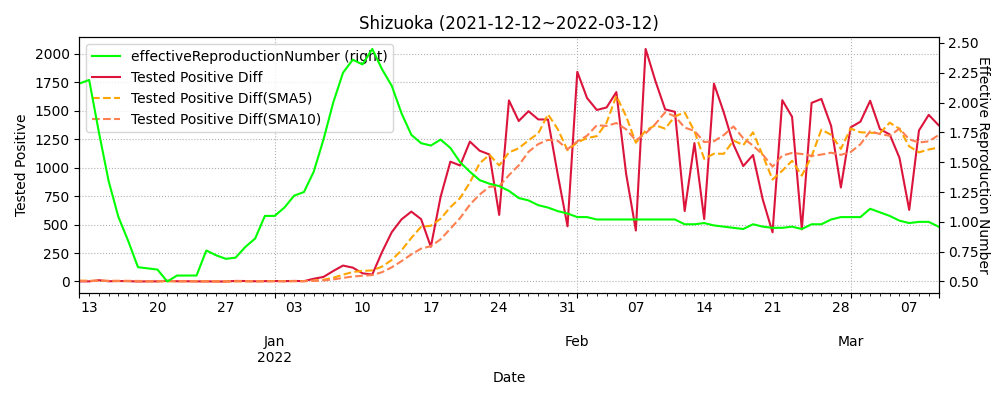 Shizuoka (2021-12-12~2022-03-12)
effectiveReproductionNumber (right)
Tested Positive Diff
Tested Positive Diff(SMA5)
Tested Positive Diff(SMA10)
Tested Positive
2000
1750
1500
1250
1000
750
500
250
0
2.50
2.25
2.00
1.75
1.50
1.25
1.00
0.75
0.50
Effective Reproduction Number
13 20 27 03 10 17 24 31 07 14 21 07
Jan Feb Mar
2022
Date